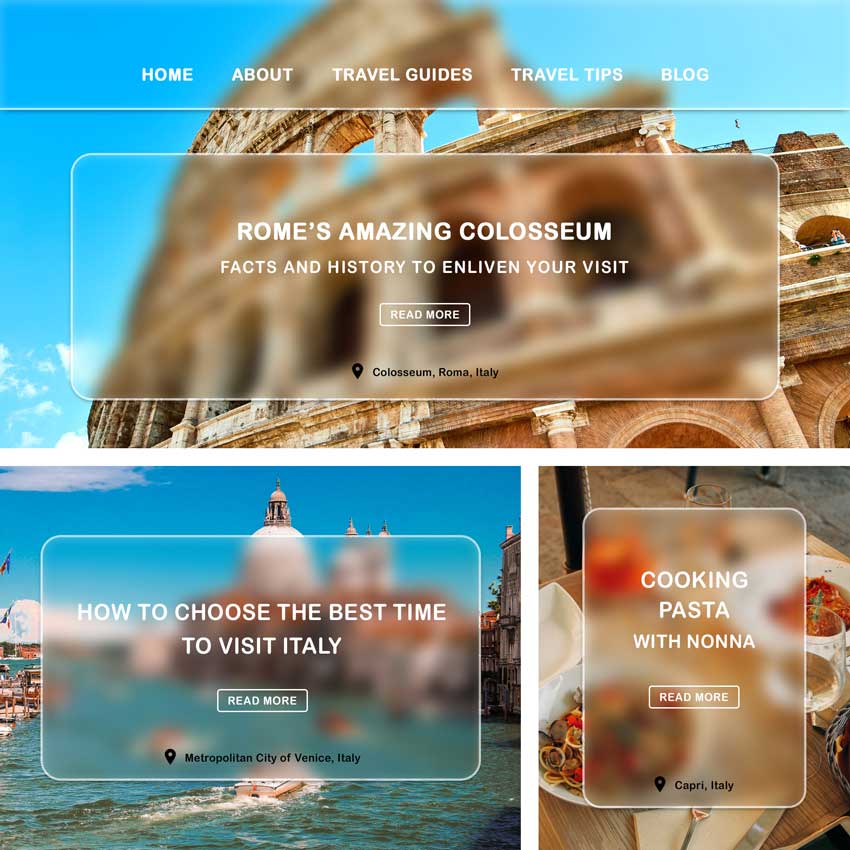 HOME ABOUT TRAVEL GUIDES TRAVEL TIPS BLOG
ROME’S AMAZING COLOSSEUM
FACTS AND HISTORY TO ENLIVEN YOUR VISIT
READ MORE
Colosseum, Roma, Italy
HOW TO CHOOSE THE BEST TIME
TO VISIT ITALY
READ MORE
Metropolitan City of Venice, Italy
COOKING
PASTA
WITH NONNA
READ MORE
Capri, Italy